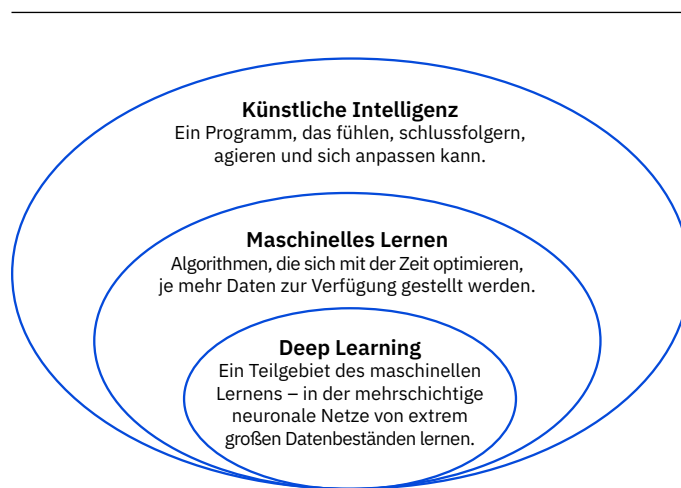 Künstliche Intelligenz
Ein Programm, das fühlen, schlussfolgern,
agieren und sich anpassen kann.
Maschinelles Lernen
Algorithmen, die sich mit der Zeit optimieren,
je mehr Daten zur Verfügung gestellt werden.
Deep Learning
Ein Teilgebiet des maschinellen
Lernens – in der mehrschichtige
neuronale Netze von extrem
großen Datenbeständen lernen.